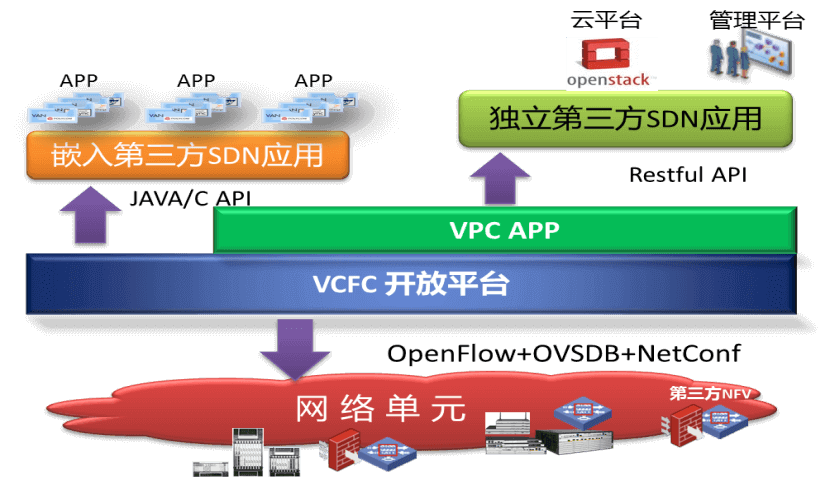 云平台
管理平台
openstack
APP
APP
APP
嵌入第三方SDN应用
独立第三方SDN应用
JAVA/C API
Restful API
VPC APP
VCFC 开放平台
OpenFlow+OVSDB+NetConf
网络单元
第三方NFV